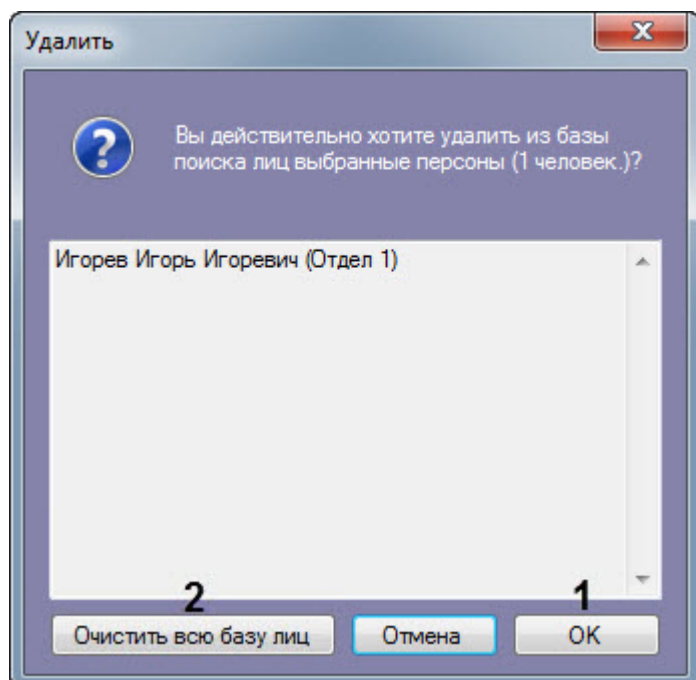 Удалить
Вы действительно хотите удалить из базы
поиска лиц выбранные персоны (1 человек.)?
Игорев Игорь Игоревич (Отдел 1)
2
1
Очистить всю базу лиц
Отмена
OK